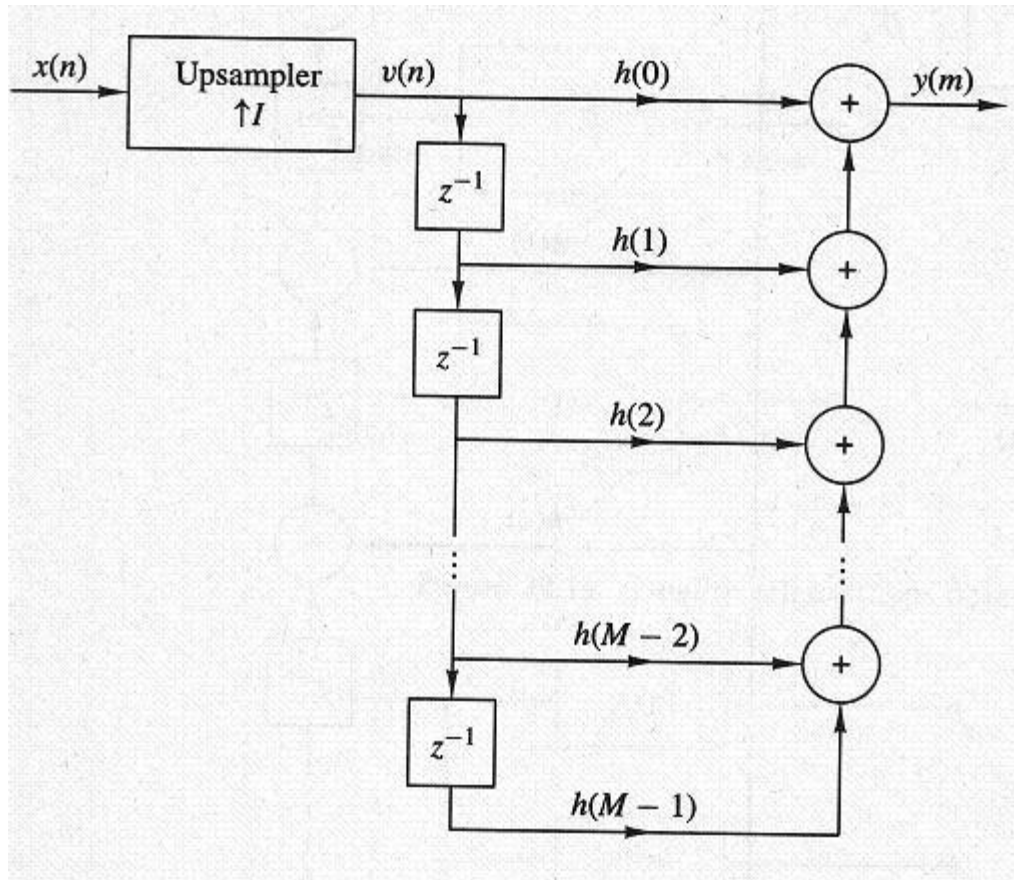 x(n)
Upsampler
↑I
v(n)
h(0)
+
y(m)
z⁻¹
h(1)
+
z⁻¹
h(2)
+
⋮
⋮
h(M − 2)
+
z⁻¹
h(M − 1)